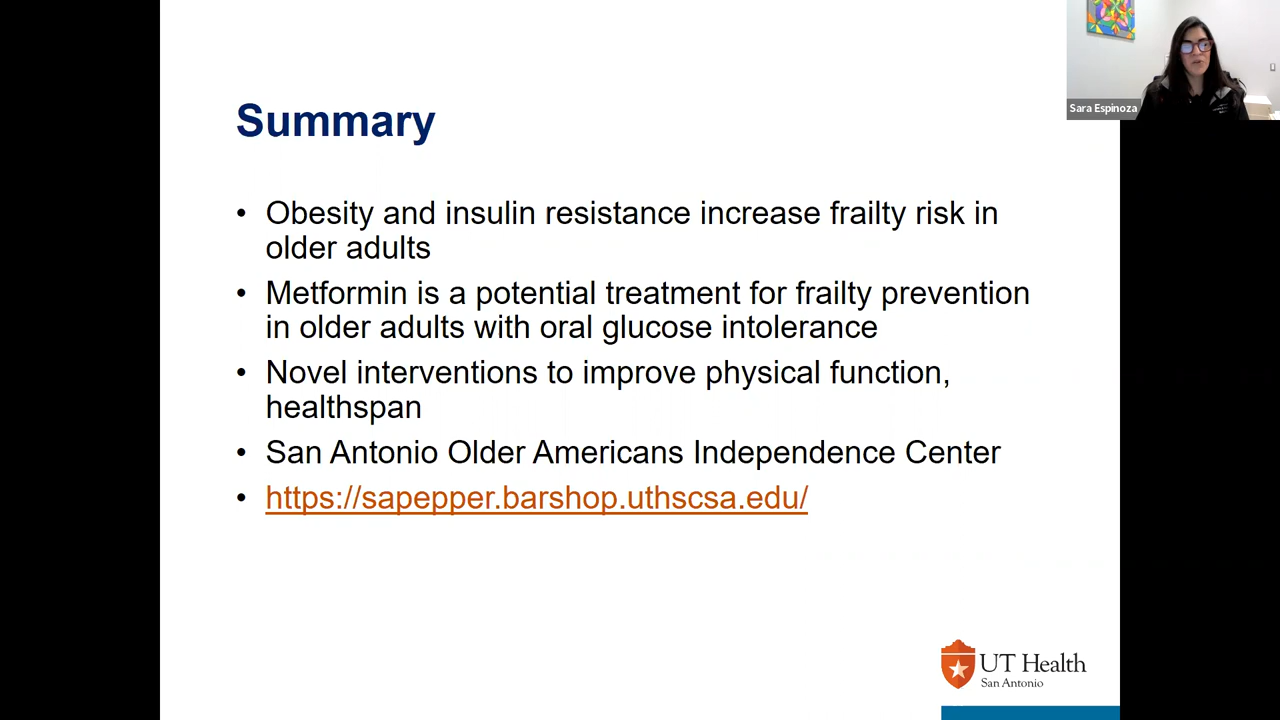 Sara Espinoza
Summary
• Obesity and insulin resistance increase frailty risk in
older adults
• Metformin is a potential treatment for frailty prevention
in older adults with oral glucose intolerance
• Novel interventions to improve physical function,
healthspan
• San Antonio Older Americans Independence Center
• https://sapepper.barshop.uthscsa.edu/
UT Health
San Antonio